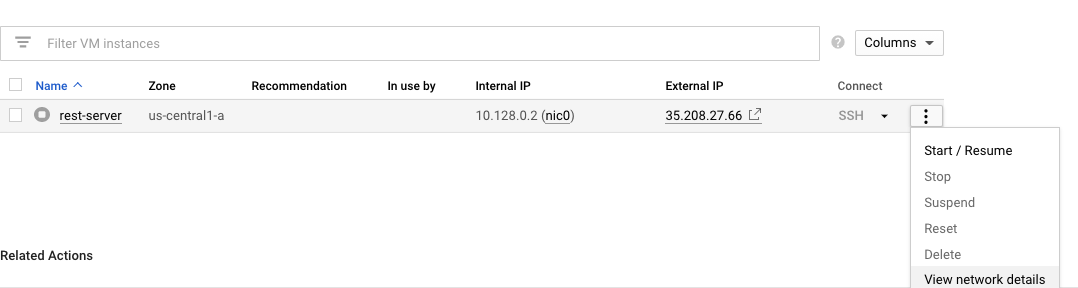 Filter VM instances
Columns
Name Zone Recommendation In use by Internal IP External IP Connect
rest-server us-central1-a 10.128.0.2 (nic0) 35.208.27.66 SSH
Start / Resume
Stop
Suspend
Reset
Delete
Related Actions
View network details